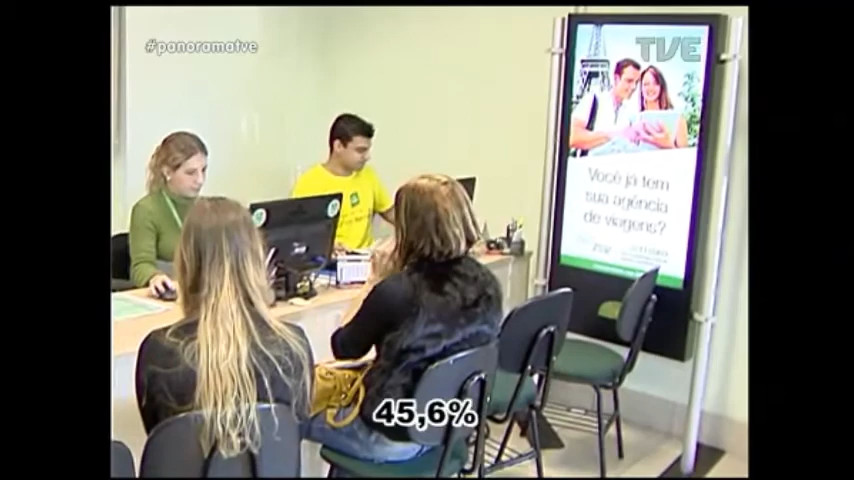 #panoramatve
TVE
Você já tem
sua agência
de viagens?
45,6%